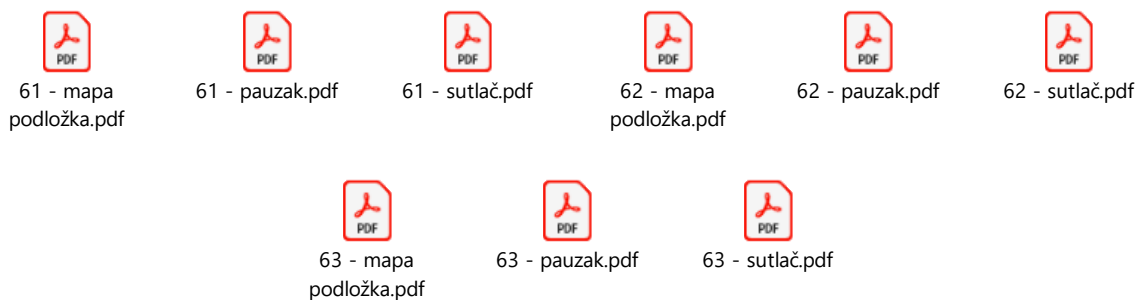 PDF PDF PDF PDF PDF PDF
61 - mapa 61 - pauzak.pdf 61 - sutlač.pdf 62 - mapa 62 - pauzak.pdf 62 - sutlač.pdf
podložka.pdf podložka.pdf
PDF PDF PDF
63 - mapa 63 - pauzak.pdf 63 - sutlač.pdf
podložka.pdf